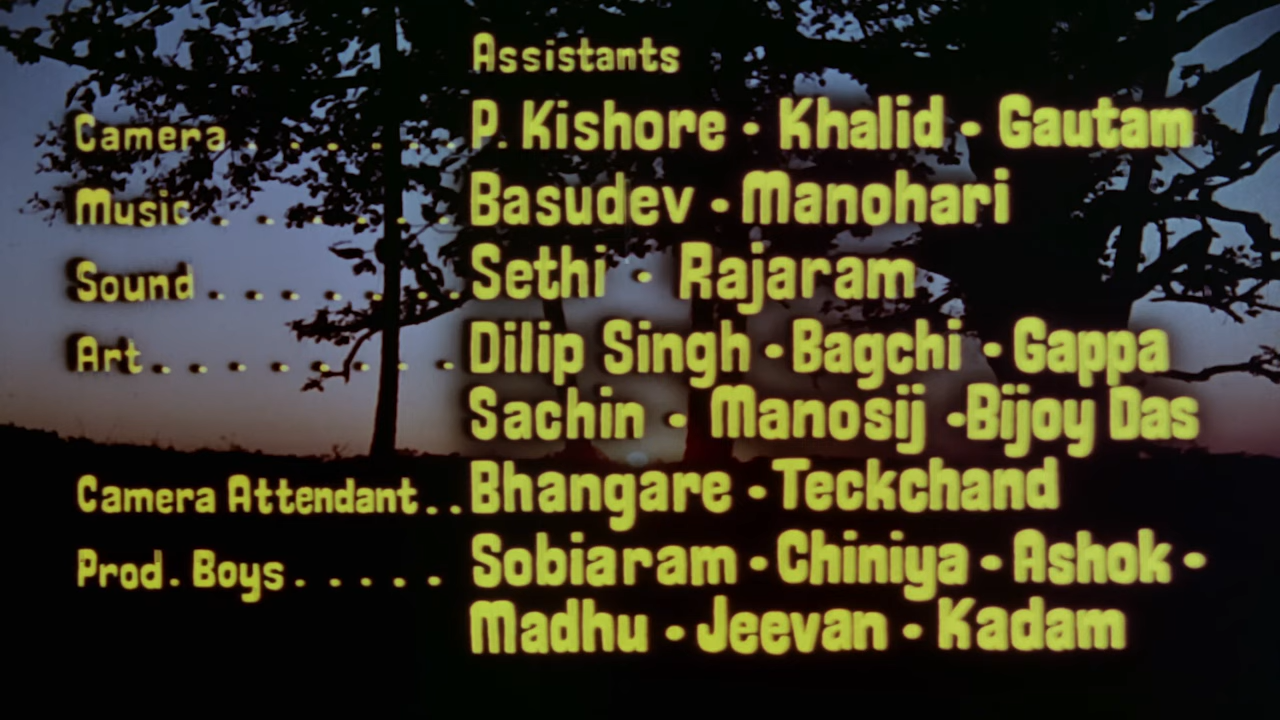 Assistants
Camera . . . . . . P. Kishore • Khalid • Gautam
Music . . . . . . . Basudev • Manohari
Sound . . . . . . . Sethi • Rajaram
Art . . . . . . . . . Dilip Singh • Bagchi • Gappa
Sachin • Manosij • Bijoy Das
Camera Attendant . . Bhangare • Teckchand
Prod. Boys . . . . . Sobiaram • Chiniya • Ashok •
Madhu • Jeevan • Kadam